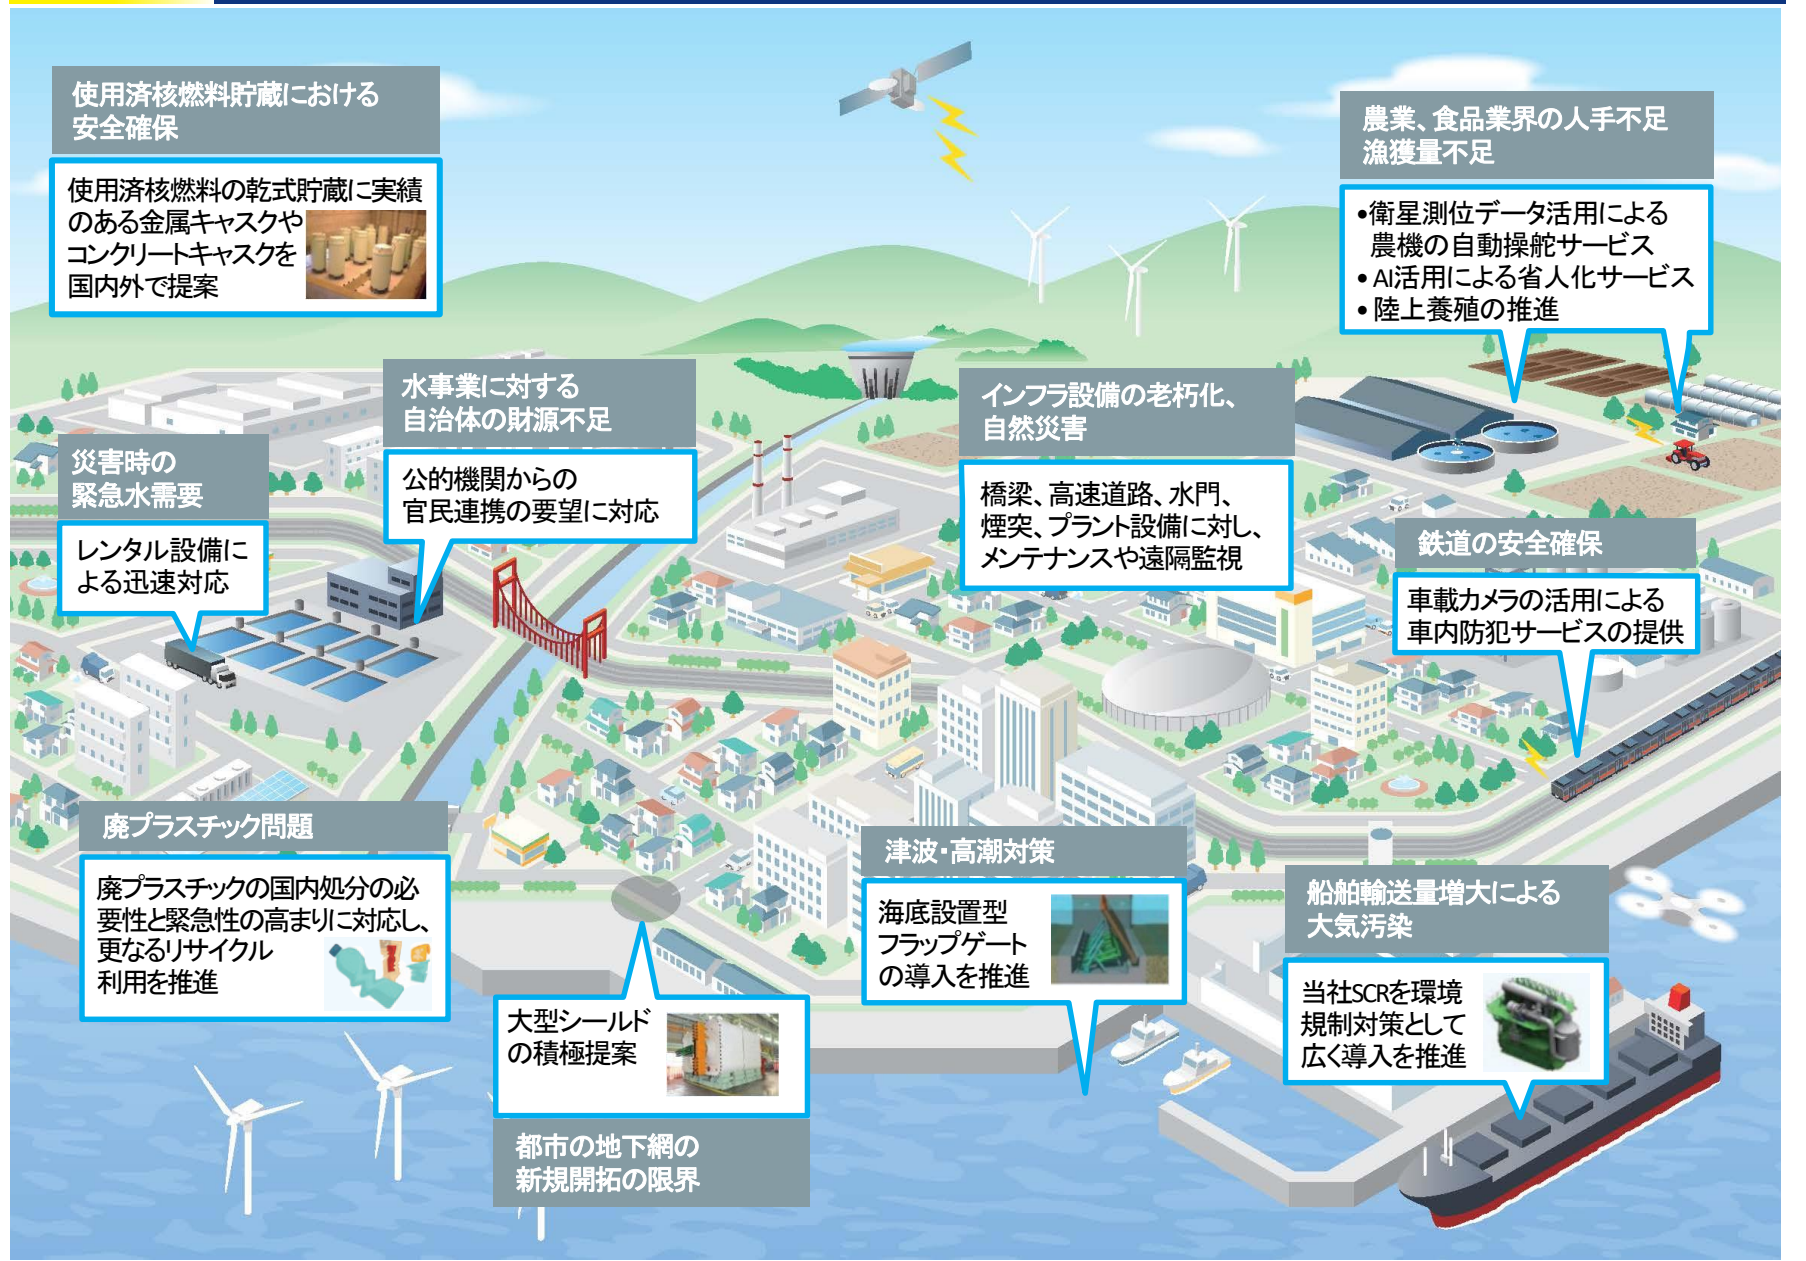 使用済核燃料貯蔵における
安全確保
使用済核燃料の乾式貯蔵に実績
のある金属キャスクや
コンクリートキャスクを
国内外で提案
農業、食品業界の人手不足
漁獲量不足
•衛星測位データ活用による
農機の自動操舵サービス
• AI活用による省人化サービス
• 陸上養殖の推進
水事業に対する
自治体の財源不足
公的機関からの
官民連携の要望に対応
インフラ設備の老朽化、
自然災害
橋梁、高速道路、水門、
煙突、プラント設備に対し、
メンテナンスや遠隔監視
災害時の
緊急水需要
レンタル設備に
よる迅速対応
鉄道の安全確保
車載カメラの活用による
車内防犯サービスの提供
廃プラスチック問題
廃プラスチックの国内処分の必
要性と緊急性の高まりに対応し、
更なるリサイクル
利用を推進
津波・高潮対策
海底設置型
フラップゲート
の導入を推進
船舶輸送量増大による
大気汚染
当社SCRを環境
規制対策として
広く導入を推進
大型シールド
の積極提案
都市の地下網の
新規開拓の限界